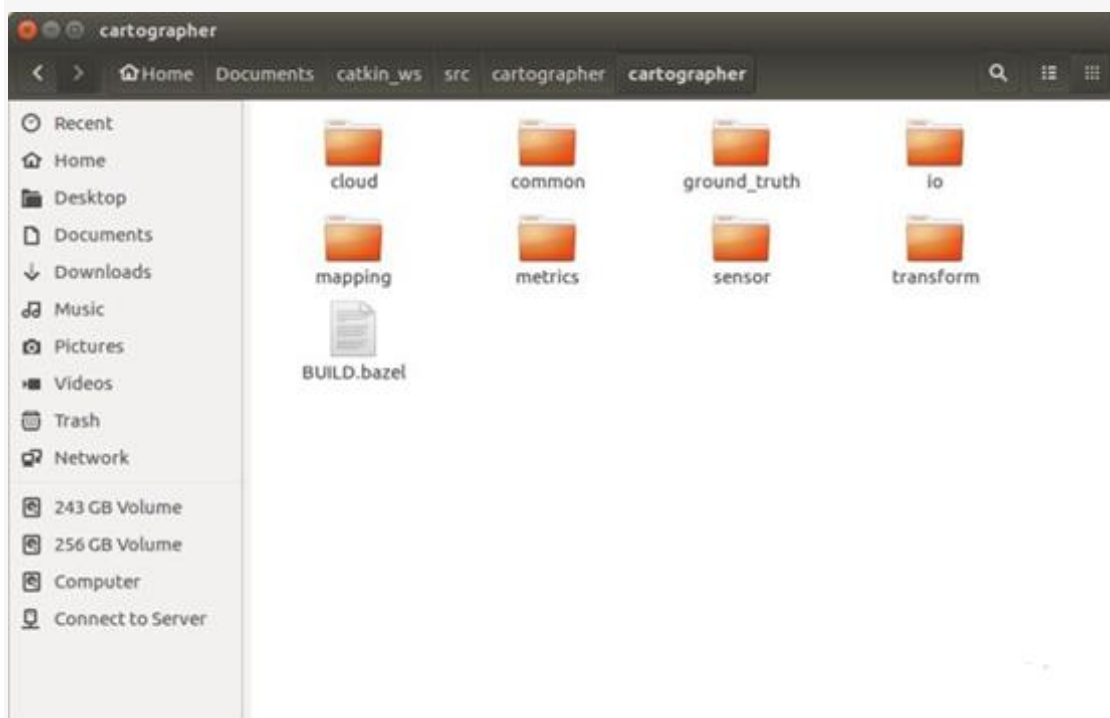 cartographer
Home Documents catkin_ws src cartographer cartographer
Recent
Home
Desktop
Documents
Downloads
Music
Pictures
Videos
Trash
Network
243 GB Volume
256 GB Volume
Computer
Connect to Server
cloud common ground_truth io
mapping metrics sensor transform
BUILD.bazel